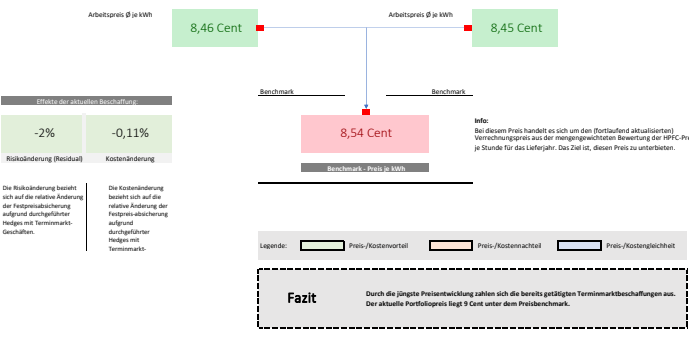 Arbeitspreis Ø je kWh
8,46 Cent
Arbeitspreis Ø je kWh
8,45 Cent
Benchmark
Benchmark
Effekte der aktuellen Beschaffung:
-2%
-0,11%
Risikoänderung (Residual)
Kostenänderung
8,54 Cent
Benchmark - Preis je kWh
Info:
Bei diesem Preis handelt es sich um den (fortlaufend aktualisierten)
Verrechnungspreis aus der mengengewichteten Bewertung der HPFC-Pre
je Stunde für das Lieferjahr. Das Ziel ist, diesen Preis zu unterbieten.
Die Risikoänderung bezieht
sich auf die relative Änderung
der Festpreisabsicherung
aufgrund durchgeführter
Hedges mit Terminmarkt-
Geschäften.
Die Kostenänderung
bezieht sich auf die
relative Änderung der
Festpreis-absicherung
aufgrund
durchgeführter
Hedges mit
Terminmarkt-
Legende:
Preis-/Kostenvorteil
Preis-/Kostennachteil
Preis-/Kostengleichheit
Fazit
Durch die jüngste Preisentwicklung zahlen sich die bereits getätigten Terminmarktbeschaffungen aus.
Der aktuelle Portfoliopreis liegt 9 Cent unter dem Preisbenchmark.